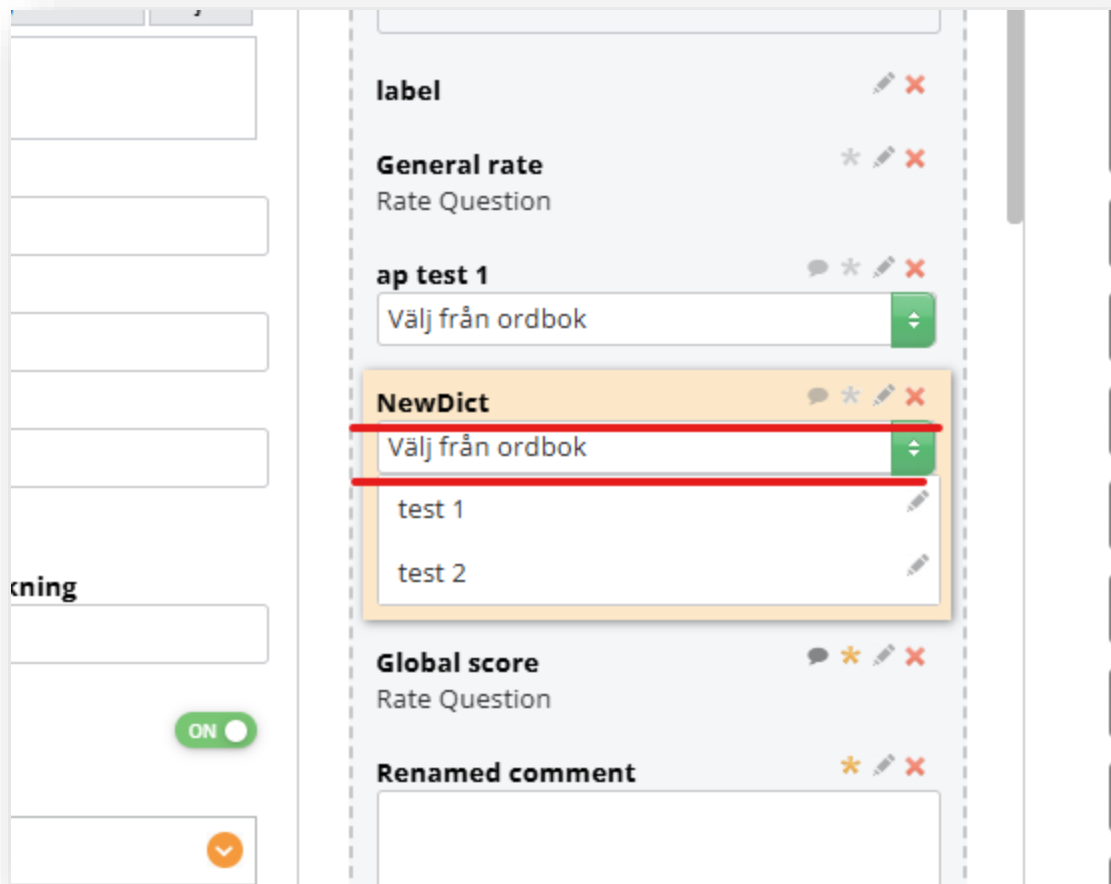 label
General rate
Rate Question
ap test 1
Välj från ordbok
NewDict
Välj från ordbok
test 1
test 2
Global score
Rate Question
Renamed comment
kning
ON